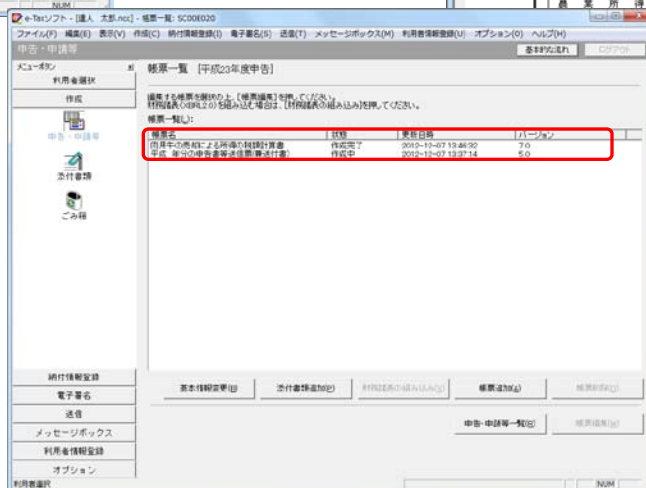 NUM
農 業 所 得
e-Taxソフト - [達人 太郎.ncc] - 帳票一覧: SC00E020
ファイル(F) 編集(E) 表示(V) 作成(C) 納付情報登録(I) 電子署名(S) 送信(T) メッセージボックス(M) 利用者情報登録(U) オプション(O) ヘルプ(H)
申告・申請等
基本的な流れ
ログアウト
メニューボタン
帳票一覧 [平成23年度申告]
利用者選択
作成
編集する帳票を選択の上、[帳票編集]を押してください。
財務諸表(XBRL2.0)を組み込む場合は、[財務諸表の組み込み]を押してください。
帳票一覧(L):
帳票名 状態 更新日時 バージョン
肉用牛の売却による所得の税額計算書 作成完了 2012-12-07 13:46:32 7.0
平成 年分の申告書等送信票(兼送付書) 作成中 2012-12-07 13:37:14 5.0
申告・申請等
添付書類
ごみ箱
納付情報登録
電子署名
送信
メッセージボックス
利用者情報登録
オプション
基本情報変更(B)
添付書類追加(P)
財務諸表の組み込み(X)
帳票追加(A)
帳票削除(D)
申告・申請等一覧(R)
帳票編集(W)
利用者選択
NUM